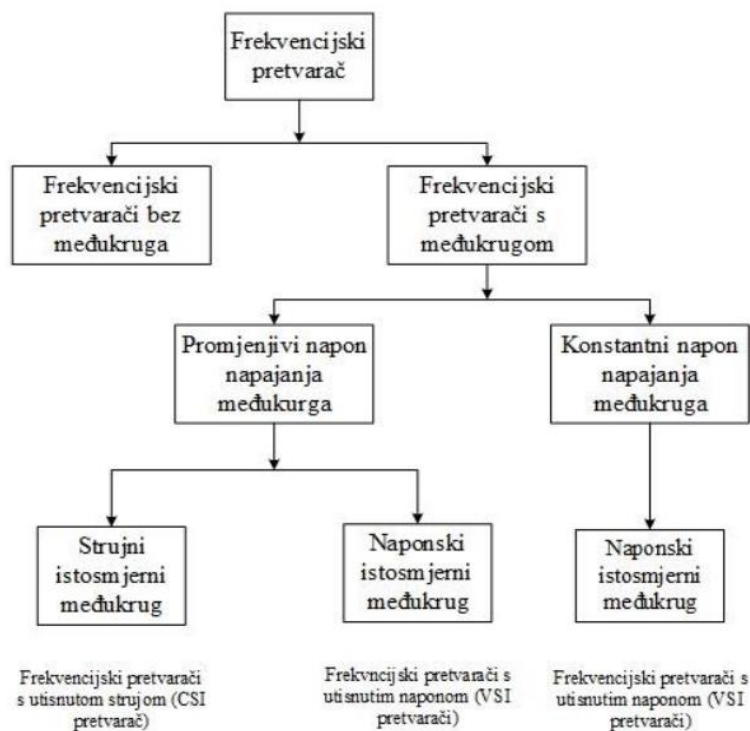 Frekvencijski
pretvarač
Frekvencijski
pretvarači bez
međukruga
Frekvencijski
pretvarači s
međukrugom
Promjenjivi napon
napajanja
međukurga
Konstantni napon
napajanja
međukruga
Strujni
istosmjerni
međukrug
Naponski
istosmjerni
međukrug
Naponski
istosmjerni
međukrug
Frekvencijski pretvarači
s utisnutom strujom (CSI
pretvarač)
Frekvncijski pretvarači s
utisnutim naponom (VSI
pretvarači)
Frekvencijski pretvarači s
utisnutim naponom (VSI
pretvarači)